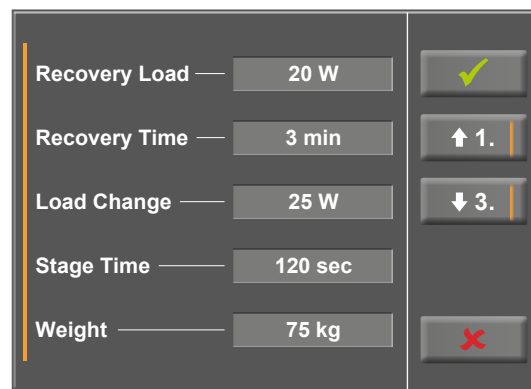 Recovery Load 20 W
Recovery Time 3 min
Load Change 25 W
Stage Time 120 sec
Weight 75 kg
1.
3.